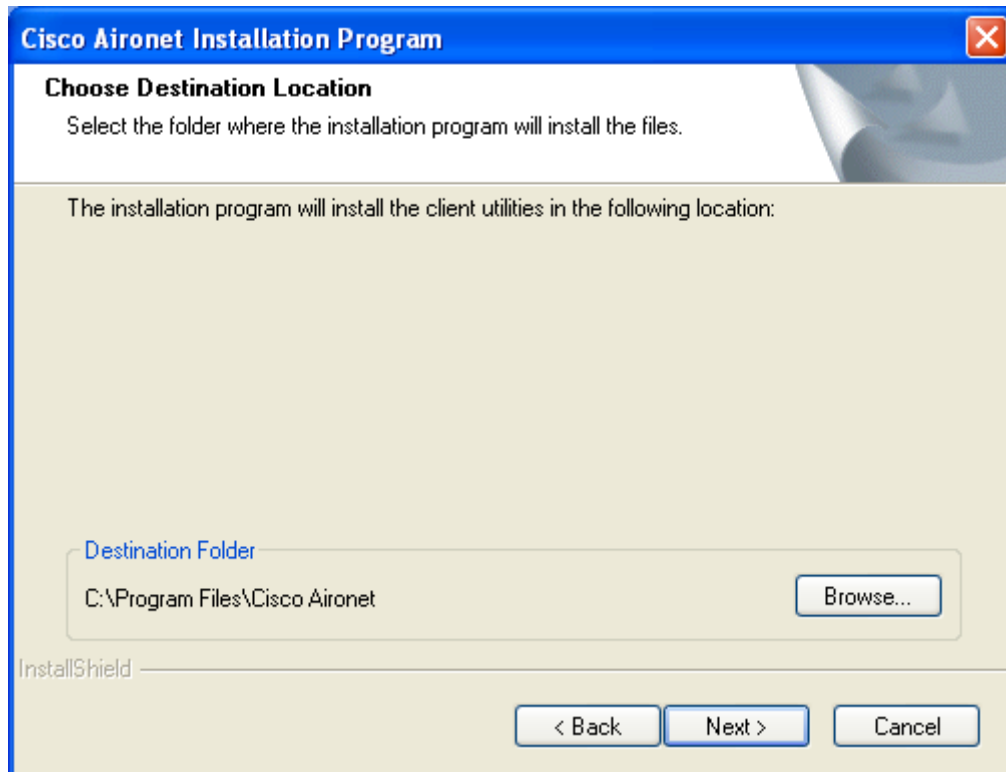 Cisco Aironet Installation Program
Choose Destination Location
Select the folder where the installation program will install the files.
The installation program will install the client utilities in the following location:
Destination Folder
C:\Program Files\Cisco Aironet
Browse...
InstallShield
< Back
Next >
Cancel